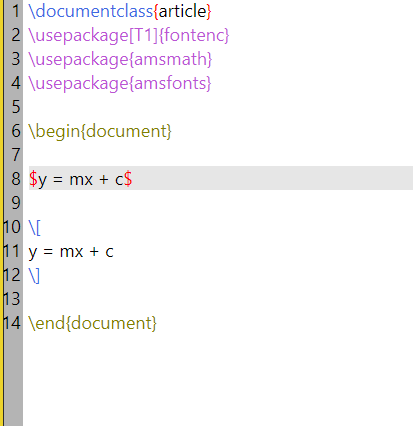 1 \documentclass{article}
2 \usepackage[T1]{fontenc}
3 \usepackage{amsmath}
4 \usepackage{amsfonts}
5
6 \begin{document}
7
8 $y = mx + c$
9
10 \[
11 y = mx + c
12 \]
13
14 \end{document}